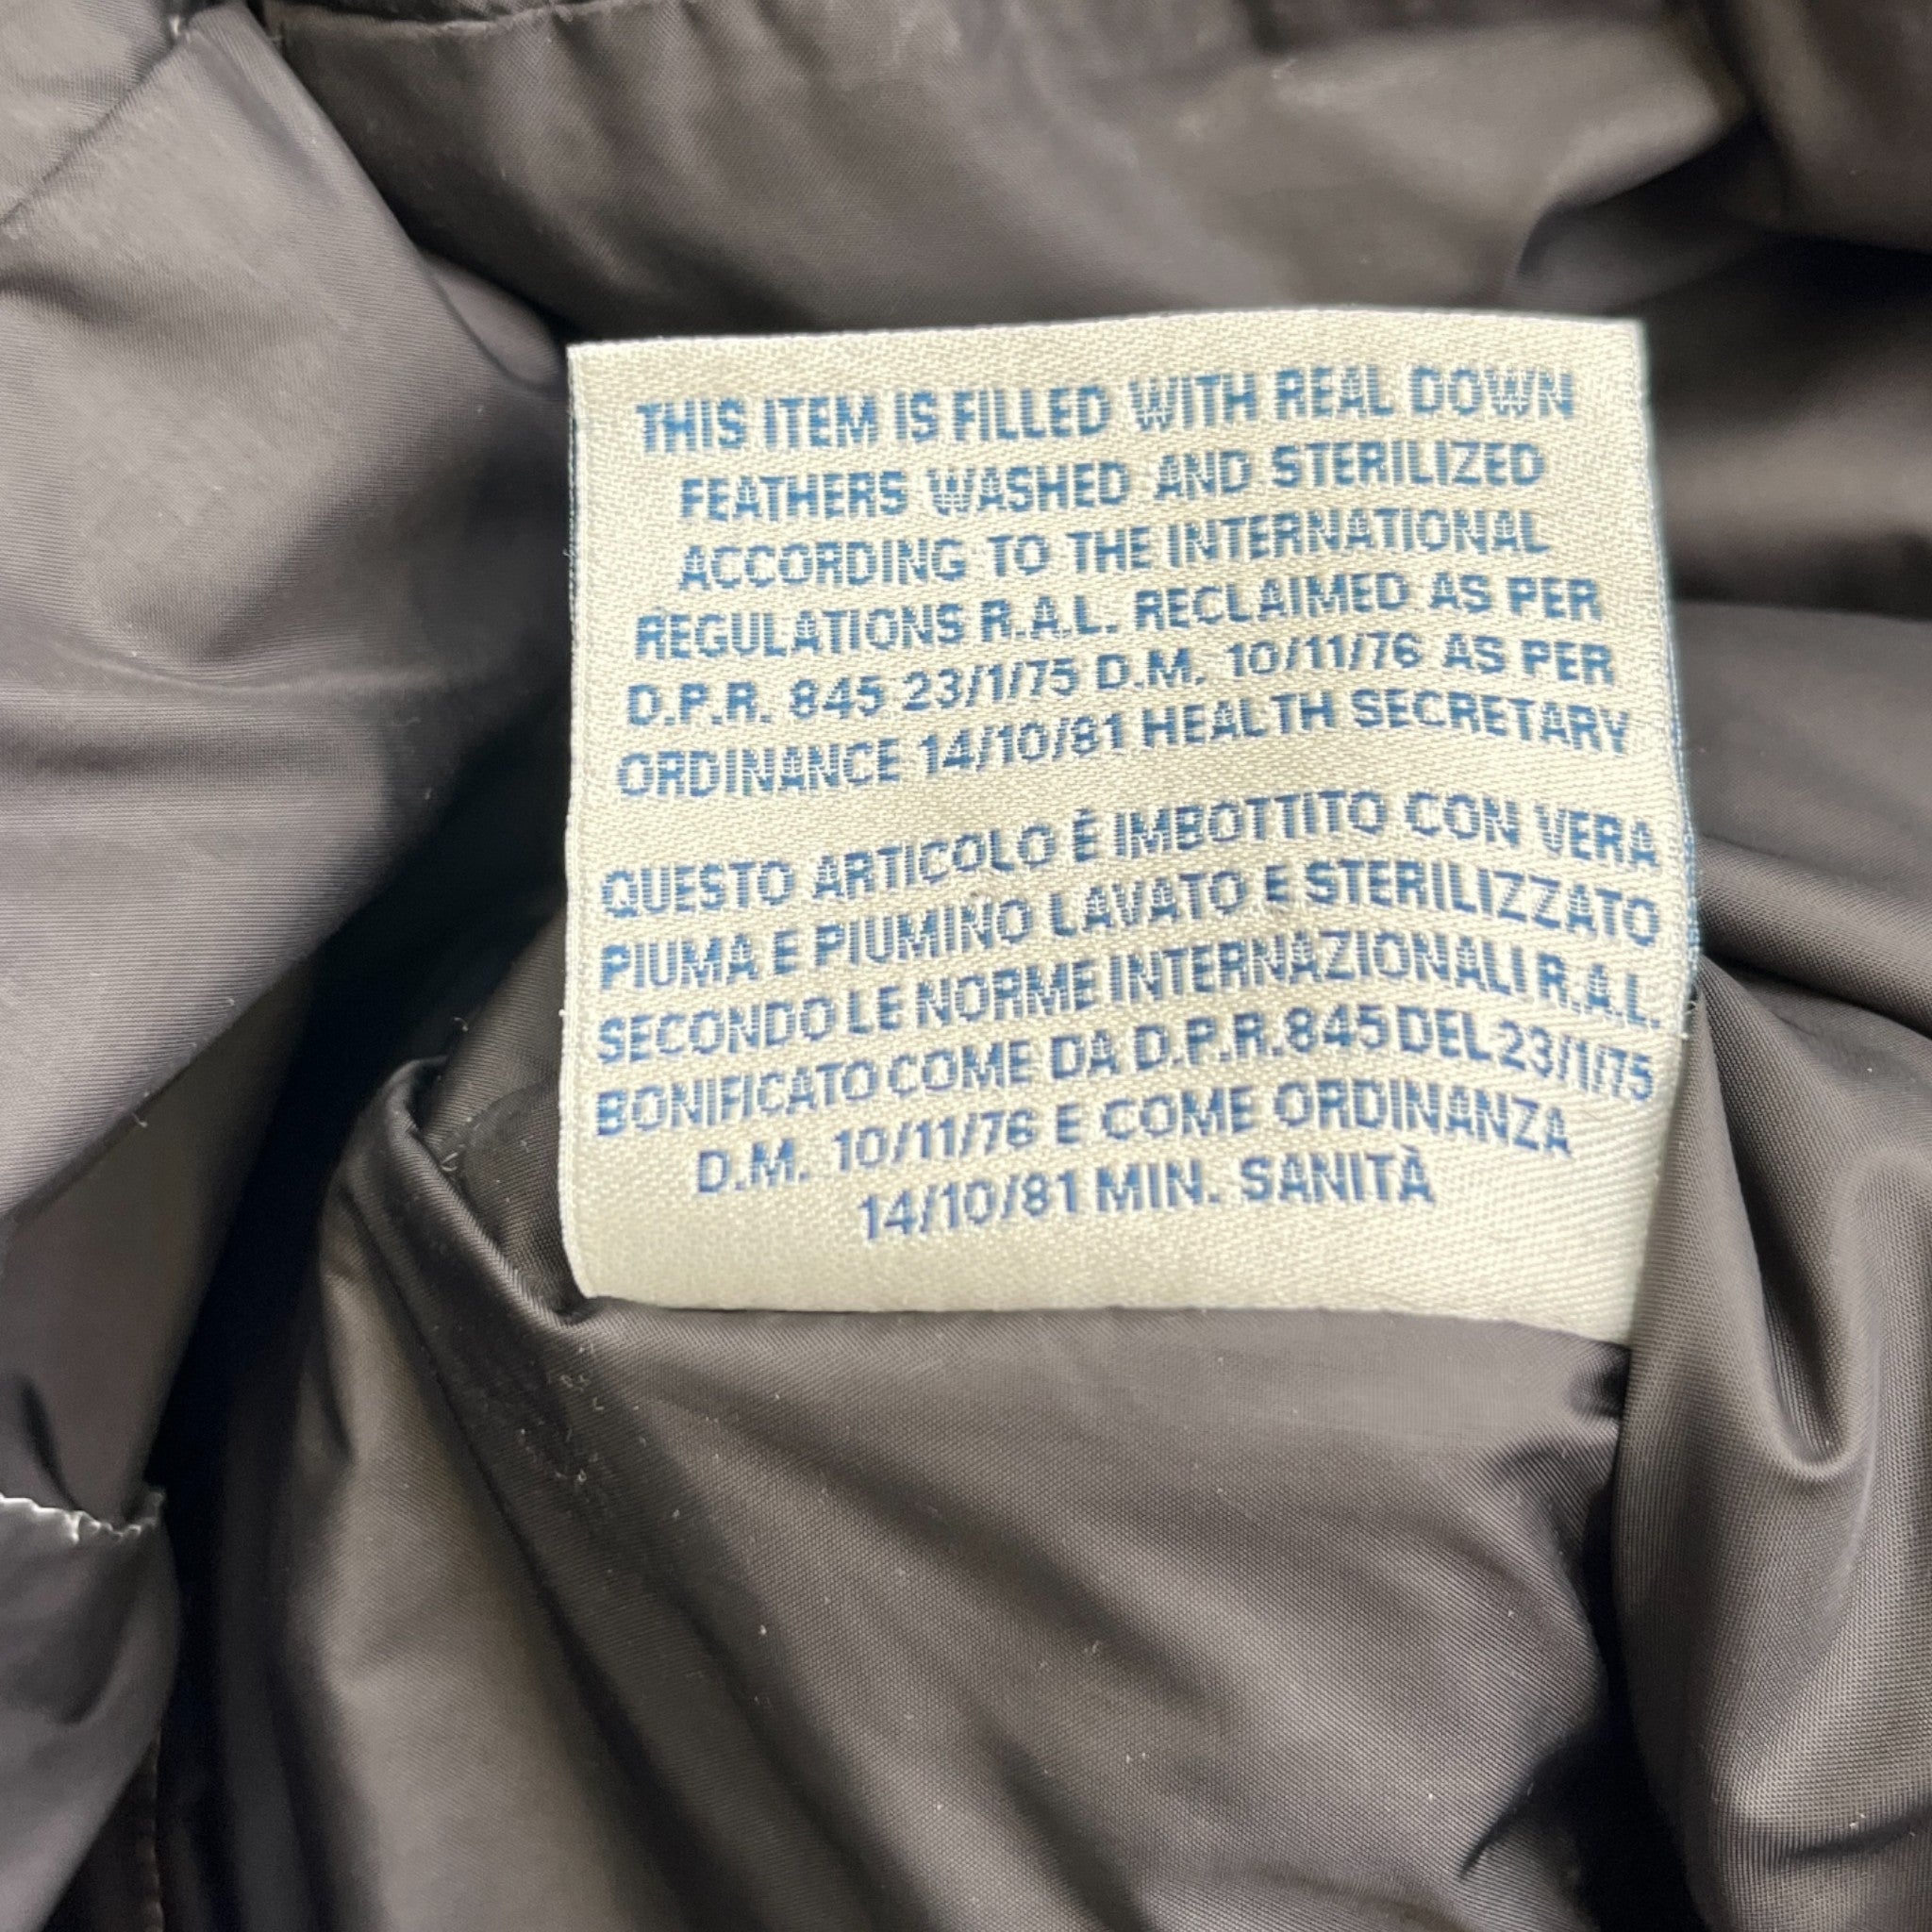 THIS ITEM IS FILLED WITH REAL DOWN
FEATHERS WASHED AND STERILIZED
ACCORDING TO THE INTERNATIONAL
REGULATIONS R.A.L. RECLAIMED AS PER
D.P.R. 845 23/1/75 D.M. 10/11/76 AS PER
ORDINANCE 14/10/81 HEALTH SECRETARY
QUESTO ARTICOLO È IMBOTTITO CON VERA
PIUMA E PIUMINO LAVATO E STERILIZZATO
SECONDO LE NORME INTERNAZIONALI R.A.L.
BONIFICATO COME DA D.P.R.845 DEL 23/1/75
D.M. 10/11/76 E COME ORDINANZA
14/10/81 MIN. SANITÀ